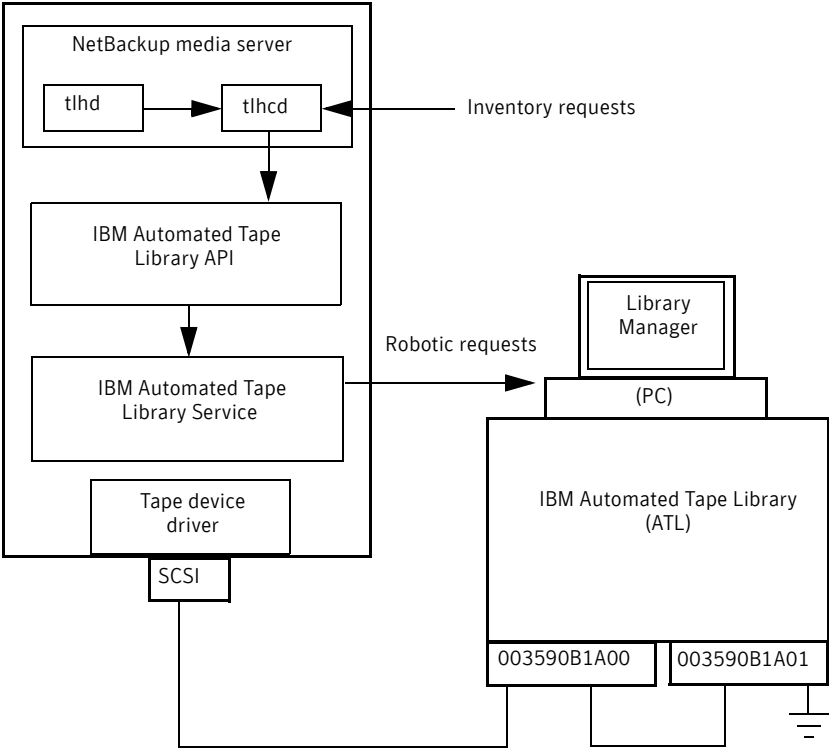 NetBackup media server
tlhd
tlhcd
Inventory requests
IBM Automated Tape
Library API
Library
Manager
Robotic requests
IBM Automated Tape
Library Service
(PC)
Tape device
driver
IBM Automated Tape Library
(ATL)
SCSI
003590B1A00
003590B1A01